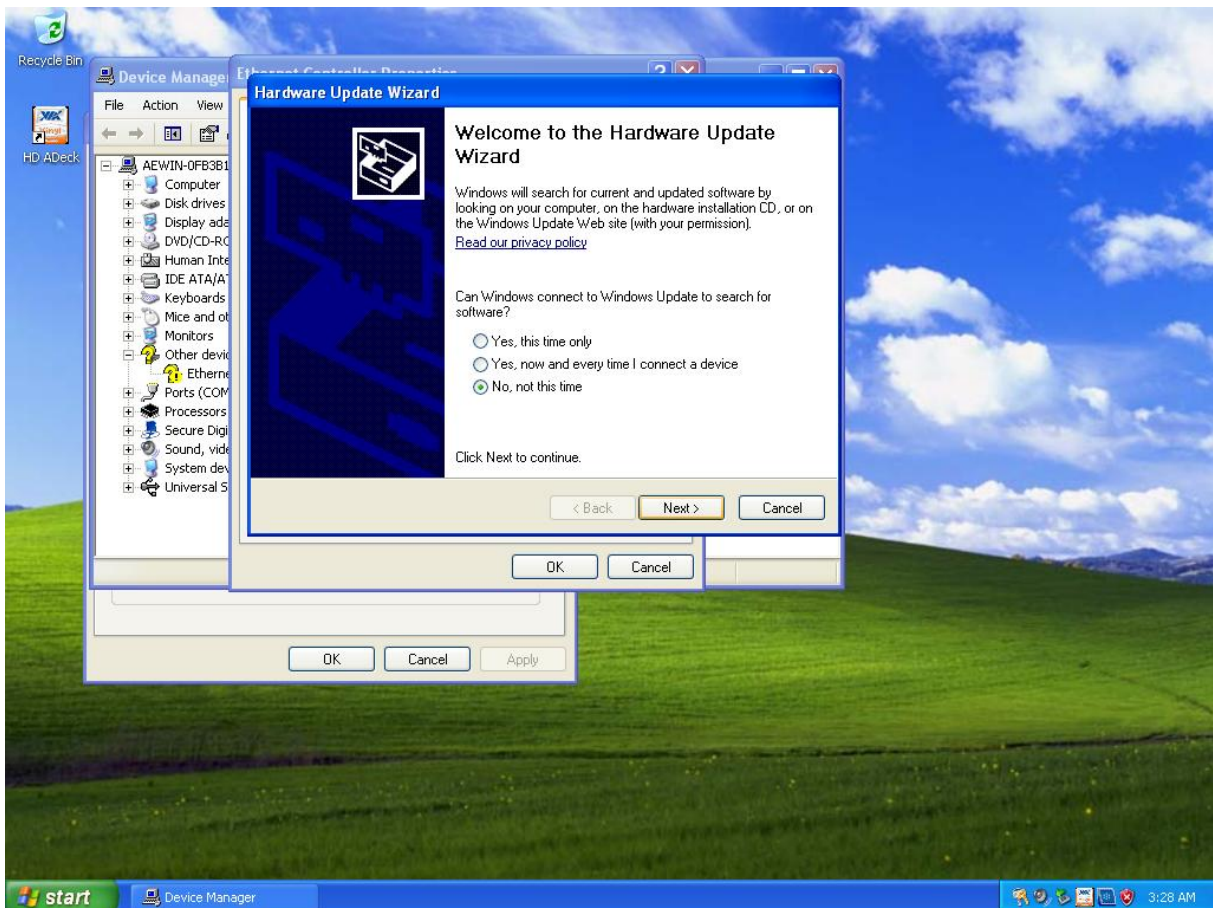 Recycle Bin
HD ADeck
Device Manage
Ethernet Controller Properties
Hardware Update Wizard
File Action View
AEWIN-0FB3B1
Computer
Disk drives
Display ada
DVD/CD-RO
Human Inte
IDE ATA/AT
Keyboards
Mice and ot
Monitors
Other devic
Etherne
Ports (COM
Processors
Secure Digi
Sound, vide
System dev
Universal S
Welcome to the Hardware Update
Wizard
Windows will search for current and updated software by
looking on your computer, on the hardware installation CD, or on
the Windows Update Web site (with your permission).
Read our privacy policy
Can Windows connect to Windows Update to search for
software?
Yes, this time only
Yes, now and every time I connect a device
No, not this time
Click Next to continue.
< Back Next > Cancel
OK Cancel
OK Cancel Apply
start
Device Manager
3:28 AM